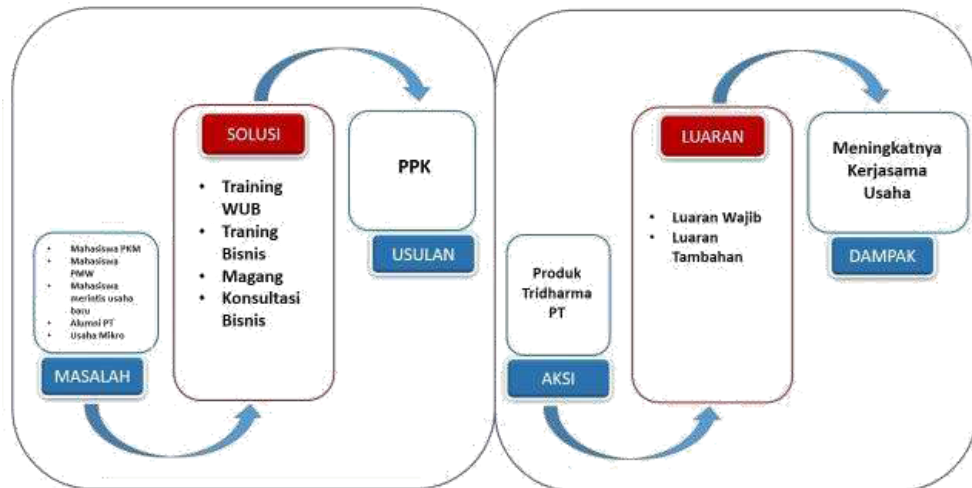 Mahasiswa PKM
Mahasiswa
PMW
Mahasiswa
merintis usaha
baru
Alumni PT
Usaha Mikro
MASALAH
SOLUSI
Training
WUB
Traning
Bisnis
Magang
Konsultasi
Bisnis
PPK
USULAN
Produk
Tridharma
PT
AKSI
LUARAN
Luaran Wajib
Luaran
Tambahan
Meningkatnya
Kerjasama
Usaha
DAMPAK